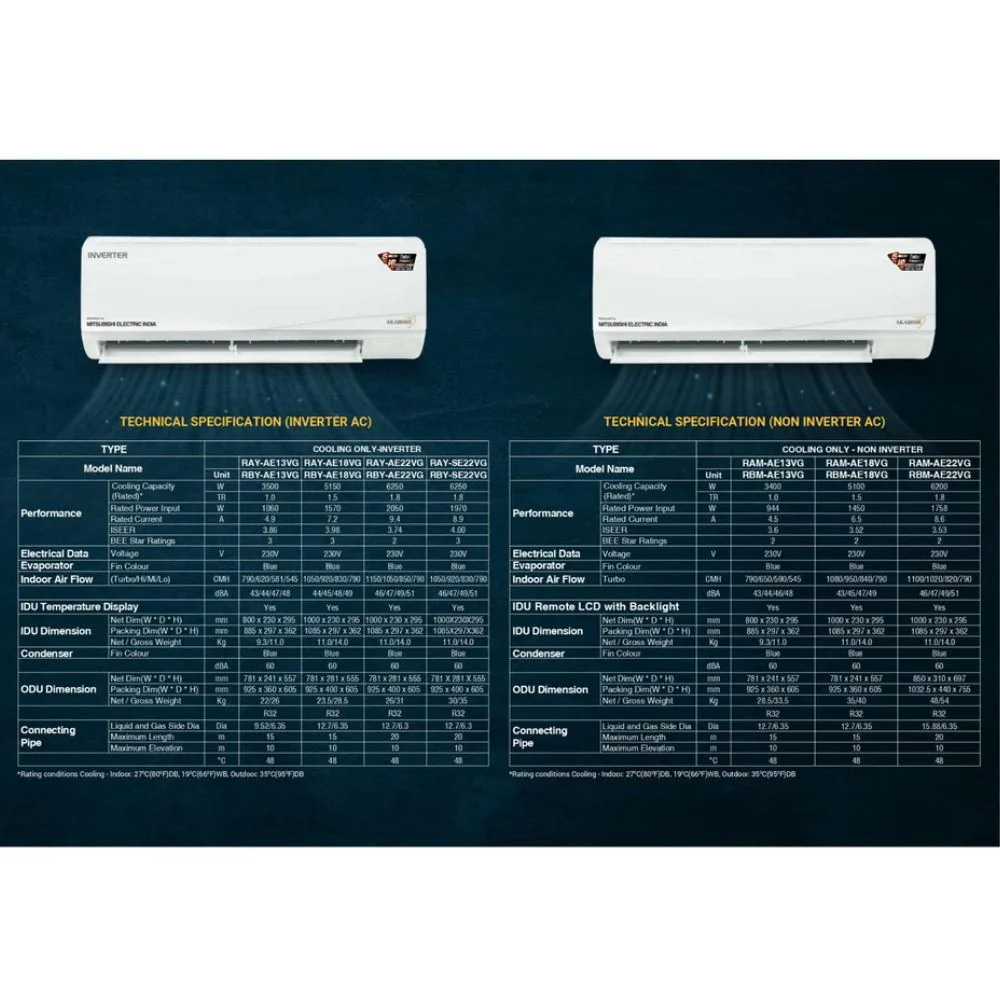 INVERTER
MITSUBISHI ELECTRIC INDIA
AKABISHI
MITSUBISHI ELECTRIC INDIA
AKABISHI
TECHNICAL SPECIFICATION (INVERTER AC)
TYPE COOLING ONLY-INVERTER
Model Name Unit RAY-AE13VG RAY-AE18VG RAY-AE22VG RAY-SE22VG
RBY-AE13VG RBY-AE18VG RBY-AE22VG RBY-SE22VG
Performance Cooling Capacity W 3500 5150 6250 6250
(Rated)* TR 1.0 1.5 1.8 1.8
Rated Power Input W 1060 1570 2050 1970
Rated Current A 4.9 7.2 9.4 8.9
ISEER 3.86 3.98 3.74 4.00
BEE Star Ratings 3 3 2 3
Electrical Data Voltage V 230V 230V 230V 230V
Evaporator Fin Colour Blue Blue Blue Blue
Indoor Air Flow (Turbo/Hi/Mi/Lo) CMH 790/620/581/545 1050/920/830/790 1150/1050/850/790 1050/920/830/790
dBA 43/44/47/48 44/45/48/49 46/47/49/51 46/47/49/51
IDU Temperature Display Yes Yes Yes Yes
IDU Dimension Net Dim(W * D * H) mm 800 x 230 x 295 1000 x 230 x 295 1000 x 230 x 295 1000X230X295
Packing Dim(W * D * H) mm 885 x 297 x 362 1085 x 297 x 362 1085 x 297 x 362 1085X297X362
Net / Gross Weight Kg 9.3/11.0 11.0/14.0 11.0/14.0 11.0/14.0
Condenser Fin Colour Blue Blue Blue Blue
dBA 60 60 60 60
ODU Dimension Net Dim(W * D * H) mm 781 x 241 x 557 781 x 281 x 555 781 x 281 x 555 781 X 281 X 555
Packing Dim(W * D * H) mm 925 x 360 x 605 925 x 400 x 605 925 x 400 x 605 925 x 400 x 605
Net / Gross Weight Kg 22/26 23.5/28.5 26/31 30/35
R32 R32 R32 R32
Connecting Pipe Liquid and Gas Side Dia Dia 9.52/6.35 12.7/6.35 12.7/6.3 12.7/6.3
Maximum Length m 15 15 20 20
Maximum Elevation m 10 10 10 10
°C 48 48 48 48
*Rating conditions Cooling - Indoor: 27°C(80°F)DB, 19°C(66°F)WB, Outdoor: 35°C(95°F)DB
TECHNICAL SPECIFICATION (NON INVERTER AC)
TYPE COOLING ONLY - NON INVERTER
Model Name Unit RAM-AE13VG RAM-AE18VG RAM-AE22VG
RBM-AE13VG RBM-AE18VG RBM-AE22VG
Performance Cooling Capacity W 3400 5100 6200
(Rated)* TR 1.0 1.5 1.8
Rated Power Input W 944 1450 1758
Rated Current A 4.5 6.5 8.6
ISEER 3.6 3.52 3.53
BEE Star Ratings 2 2 2
Electrical Data Voltage V 230V 230V 230V
Evaporator Fin Colour Blue Blue Blue
Indoor Air Flow Turbo CMH 790/650/590/545 1080/950/840/790 1100/1020/820/790
dBA 43/44/46/48 43/45/47/49 46/47/49/51
IDU Remote LCD with Backlight Yes Yes Yes
IDU Dimension Net Dim(W * D * H) mm 800 x 230 x 295 1000 x 230 x 295 1000 x 230 x 295
Packing Dim(W * D * H) mm 885 x 297 x 362 1085 x 297 x 362 1085 x 297 x 362
Net / Gross Weight Kg 9.3/11.0 11.0/14.0 11.0/14.0
Condenser Fin Colour Blue Blue Blue
dBA 60 60 60
ODU Dimension Net Dim(W * D * H) mm 781 x 241 x 557 781 x 241 x 557 850 x 310 x 697
Packing Dim(W * D * H) mm 925 x 360 x 605 925 x 360 x 605 1032.5 x 440 x 755
Net / Gross Weight Kg 28.5/33.5 35/40 48/54
R32 R32 R32
Connecting Pipe Liquid and Gas Side Dia Dia 12.7/6.35 12.7/6.35 15.88/6.35
Maximum Length m 15 15 20
Maximum Elevation m 10 10 10
°C 48 48 48
*Rating conditions Cooling - Indoor: 27°C(80°F)DB, 19°C(66°F)WB, Outdoor: 35°C(95°F)DB